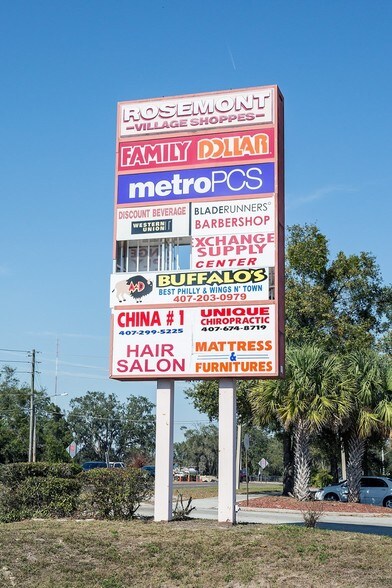 ROSEMONT
-VILLAGE SHOPPES-
FAMILY DOLLAR
metroPCS
DISCOUNT BEVERAGE
WESTERN
UNION
BLADERUNNERS'
BARBERSHOP
EXCHANGE
SUPPLY
CENTER
A&D
BUFFALO'S
BEST PHILLY & WINGS N' TOWN
407-203-0979
CHINA # 1
407-299-5225
UNIQUE
CHIROPRACTIC
407-674-8719
HAIR
SALON
MATTRESS
&
FURNITURES